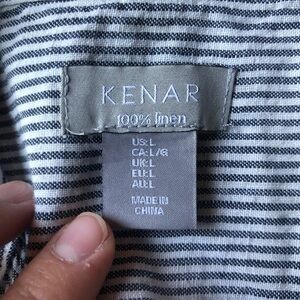 KENAR
100% linen
US:L
CA:L/G
UK:L
EU:L
AU:L
MADE IN
CHINA